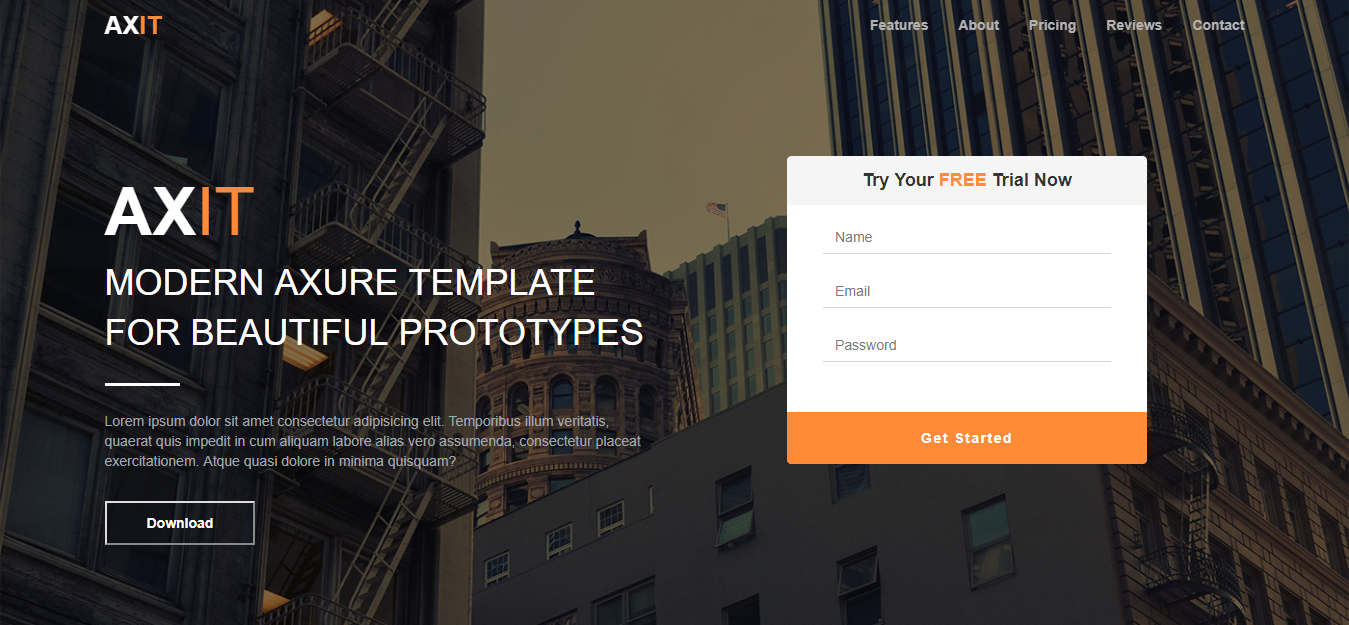 AXIT
Features About Pricing Reviews Contact
AXIT
MODERN AXURE TEMPLATE
FOR BEAUTIFUL PROTOTYPES
Lorem ipsum dolor sit amet consectetur adipisicing elit. Temporibus illum veritatis,
quaerat quis impedit in cum aliquam labore alias vero assumenda, consectetur placeat
exercitationem. Atque quasi dolore in minima quisquam?
Download
Try Your FREE Trial Now
Name
Email
Password
Get Started